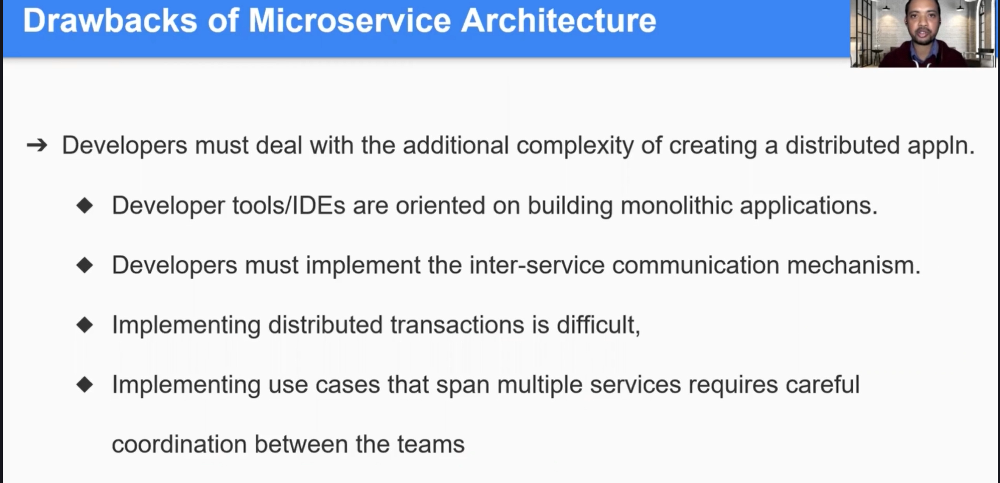 Drawbacks of Microservice Architecture
➔ Developers must deal with the additional complexity of creating a distributed appln.
◆ Developer tools/IDEs are oriented on building monolithic applications.
◆ Developers must implement the inter-service communication mechanism.
◆ Implementing distributed transactions is difficult,
◆ Implementing use cases that span multiple services requires careful
coordination between the teams